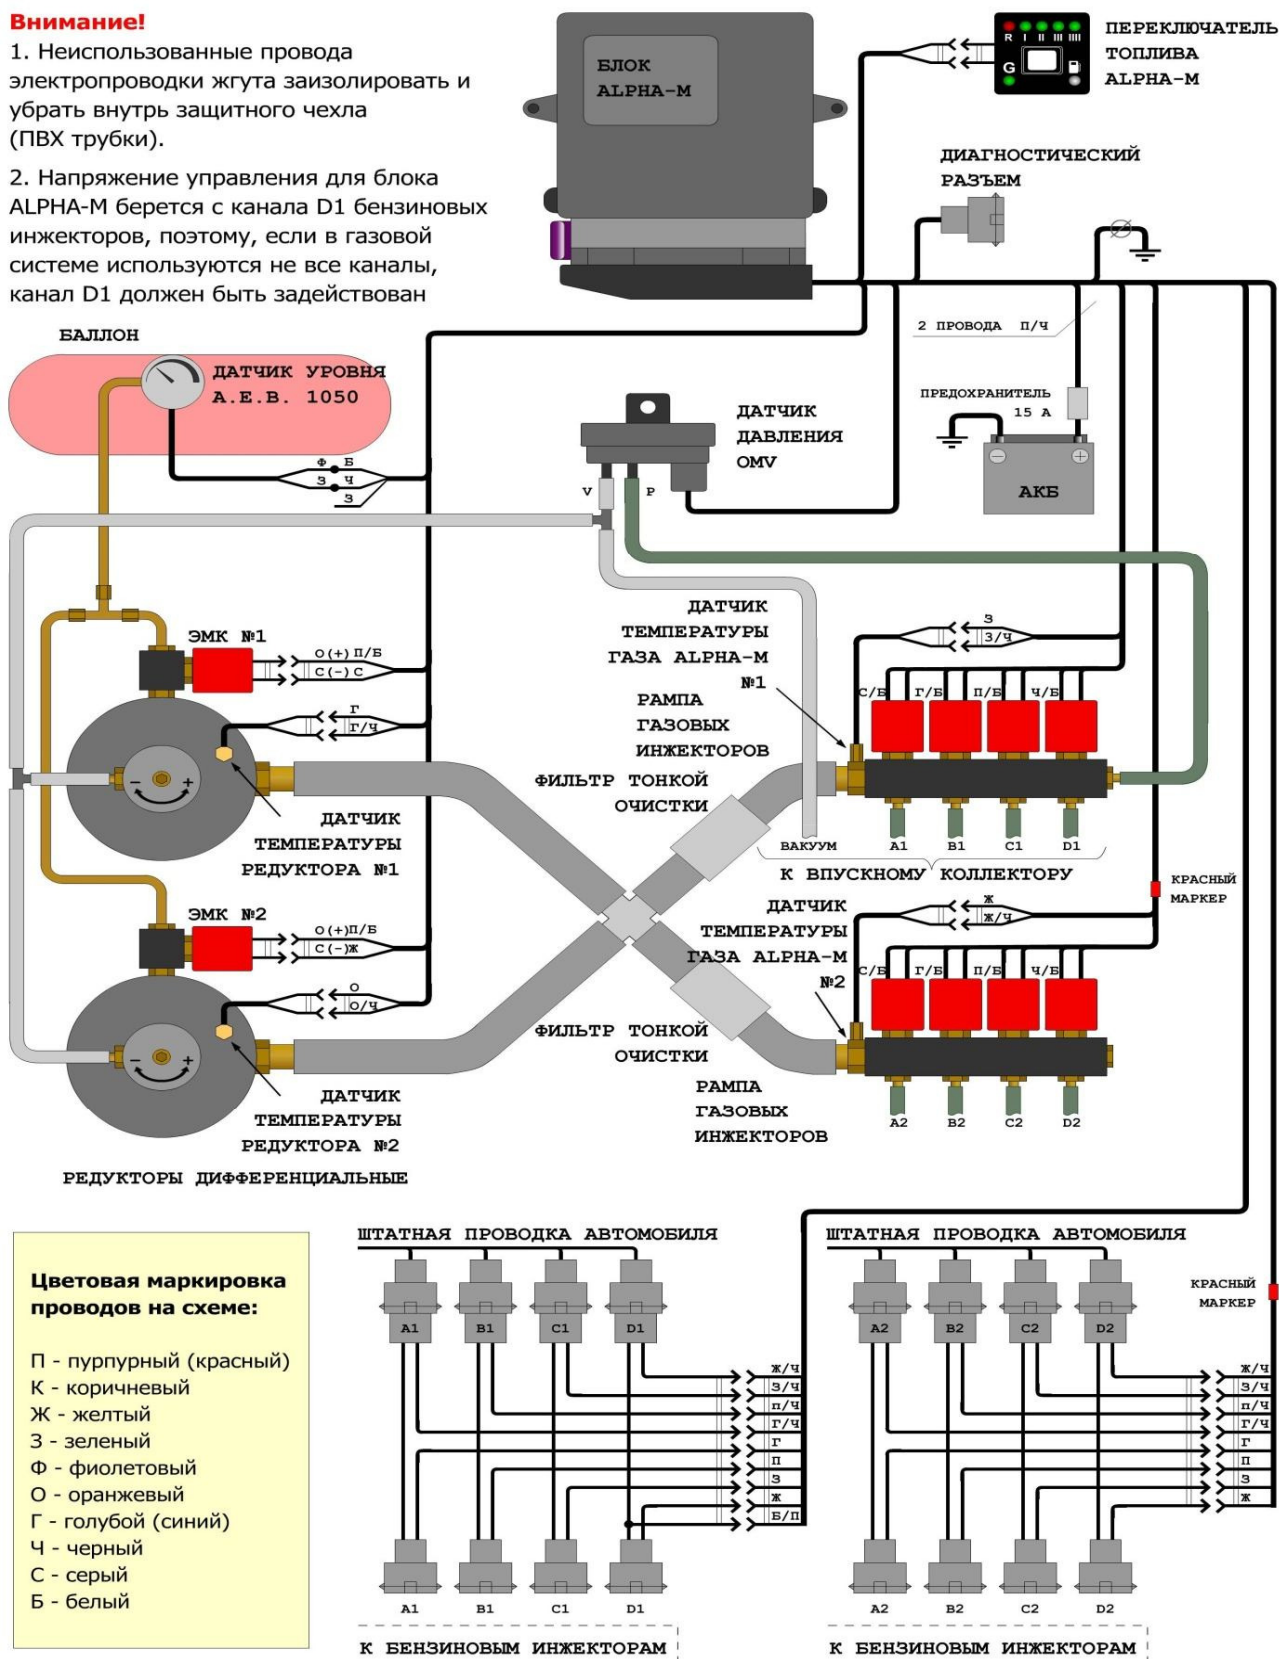 Внимание!
1. Неиспользованные провода
электропроводки жгута заизолировать и
убрать внутрь защитного чехла
(ПВХ трубки).
2. Напряжение управления для блока
ALPHA-M берется с канала D1 бензиновых
инжекторов, поэтому, если в газовой
системе используются не все каналы,
канал D1 должен быть задействован
БЛОК
ALPHA-M
R I II III IIII
G
ПЕРЕКЛЮЧАТЕЛЬ
ТОПЛИВА
ALPHA-M
ДИАГНОСТИЧЕСКИЙ
РАЗЪЕМ
2 ПРОВОДА П/Ч
ПРЕДОХРАНИТЕЛЬ
15 А
АКБ
БАЛЛОН
ДАТЧИК УРОВНЯ
A.E.B. 1050
Ф Б
З Ч
З
ДАТЧИК
ДАВЛЕНИЯ
OMV
V
P
ЭМК №1
О(+) П/Б
С(-) С
Г
Г/Ч
ДАТЧИК
ТЕМПЕРАТУРЫ
РЕДУКТОРА №1
ДАТЧИК
ТЕМПЕРАТУРЫ
ГАЗА ALPHA-M
№1
РАМПА
ГАЗОВЫХ
ИНЖЕКТОРОВ
ФИЛЬТР ТОНКОЙ
ОЧИСТКИ
З
З/Ч
С/Б Г/Б П/Б Ч/Б
ВАКУУМ
A1 B1 C1 D1
К ВПУСКНОМУ КОЛЛЕКТОРУ
КРАСНЫЙ
МАРКЕР
ЭМК №2
О(+)П/Б
С(-)Ж
О
О/Ч
ДАТЧИК
ТЕМПЕРАТУРЫ
РЕДУКТОРА №2
РЕДУКТОРЫ ДИФФЕРЕНЦИАЛЬНЫЕ
ДАТЧИК
ТЕМПЕРАТУРЫ
ГАЗА ALPHA-M
№2
Ж
Ж/Ч
С/Б Г/Б П/Б Ч/Б
ФИЛЬТР ТОНКОЙ
ОЧИСТКИ
РАМПА
ГАЗОВЫХ
ИНЖЕКТОРОВ
A2 B2 C2 D2
Цветовая маркировка
проводов на схеме:
П - пурпурный (красный)
К - коричневый
Ж - желтый
З - зеленый
Ф - фиолетовый
О - оранжевый
Г - голубой (синий)
Ч - черный
С - серый
Б - белый
ШТАТНАЯ ПРОВОДКА АВТОМОБИЛЯ
A1 B1 C1 D1
Ж/Ч
З/Ч
П/Ч
Г/Ч
Г
П
З
Ж
Б/П
A1 B1 C1 D1
К БЕНЗИНОВЫМ ИНЖЕКТОРАМ
ШТАТНАЯ ПРОВОДКА АВТОМОБИЛЯ
КРАСНЫЙ
МАРКЕР
A2 B2 C2 D2
Ж/Ч
З/Ч
П/Ч
Г/Ч
Г
П
З
Ж
A2 B2 C2 D2
К БЕНЗИНОВЫМ ИНЖЕКТОРАМ